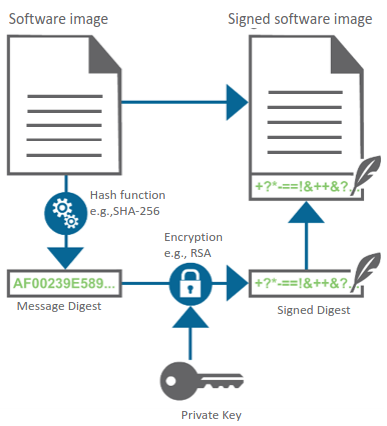 Software image
Signed software image
+?*-==!&++&?...
Hash function
e.g.,SHA-256
Encryption
e.g., RSA
AF00239E589...
+?*-==!&++&?...
Message Digest
Signed Digest
Private Key